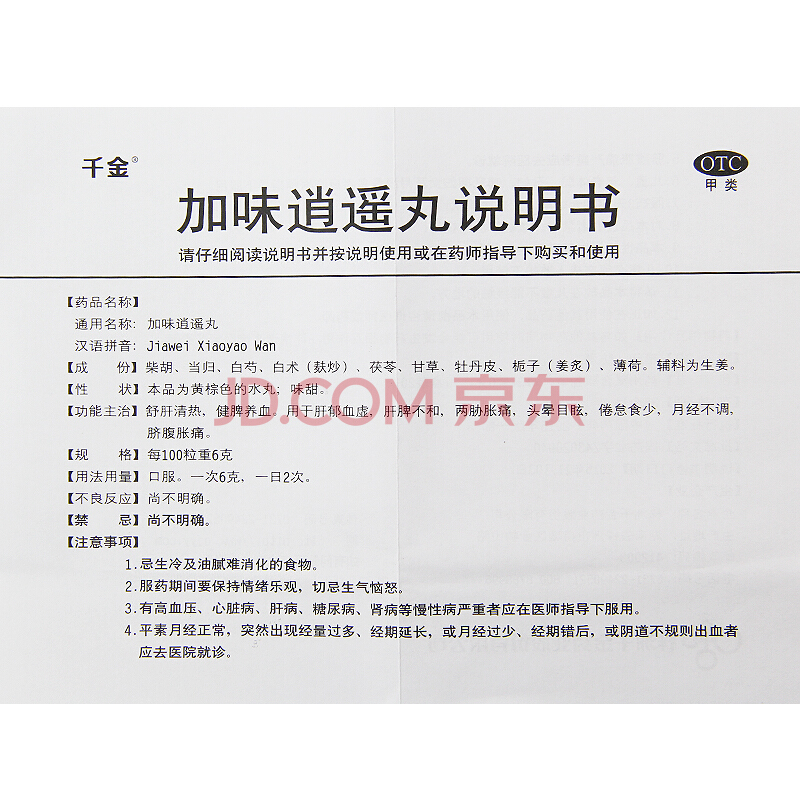 千金®
OTC
甲类
加味逍遥丸说明书
请仔细阅读说明书并按说明使用或在药师指导下购买和使用
【药品名称】
通用名称：加味逍遥丸
汉语拼音：Jiawei Xiaoyao Wan
【成　份】柴胡、当归、白芍、白术（麸炒）、茯苓、甘草、牡丹皮、栀子（姜炙）、薄荷。辅料为生姜。
【性　状】本品为黄棕色的水丸；味甜。
JD.COM 京东
【功能主治】舒肝清热，健脾养血。用于肝郁血虚，肝脾不和，两胁胀痛，头晕目眩，倦怠食少，月经不调，
脐腹胀痛。
【规　格】每100粒重6克
【用法用量】口服。一次6克，一日2次。
【不良反应】尚不明确。
【禁　忌】尚不明确。
【注意事项】
1.忌生冷及油腻难消化的食物。
2.服药期间要保持情绪乐观，切忌生气恼怒。
3.有高血压、心脏病、肝病、糖尿病、肾病等慢性病严重者应在医师指导下服用。
4.平素月经正常，突然出现经量过多、经期延长，或月经过少、经期错后，或阴道不规则出血者
应去医院就诊。